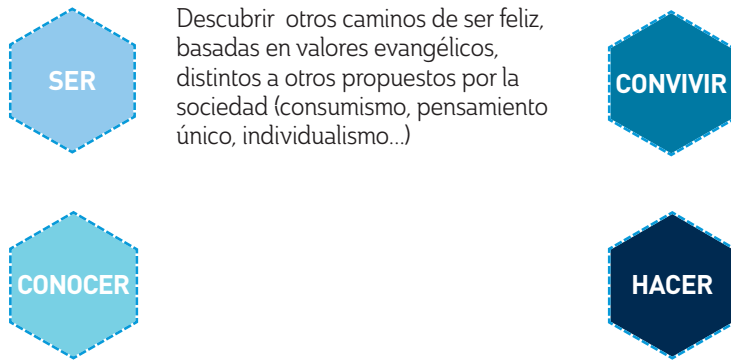 SER
Descubrir otros caminos de ser feliz,
basadas en valores evangélicos,
distintos a otros propuestos por la
sociedad (consumismo, pensamiento
único, individualismo...)
CONVIVIR
CONOCER
HACER